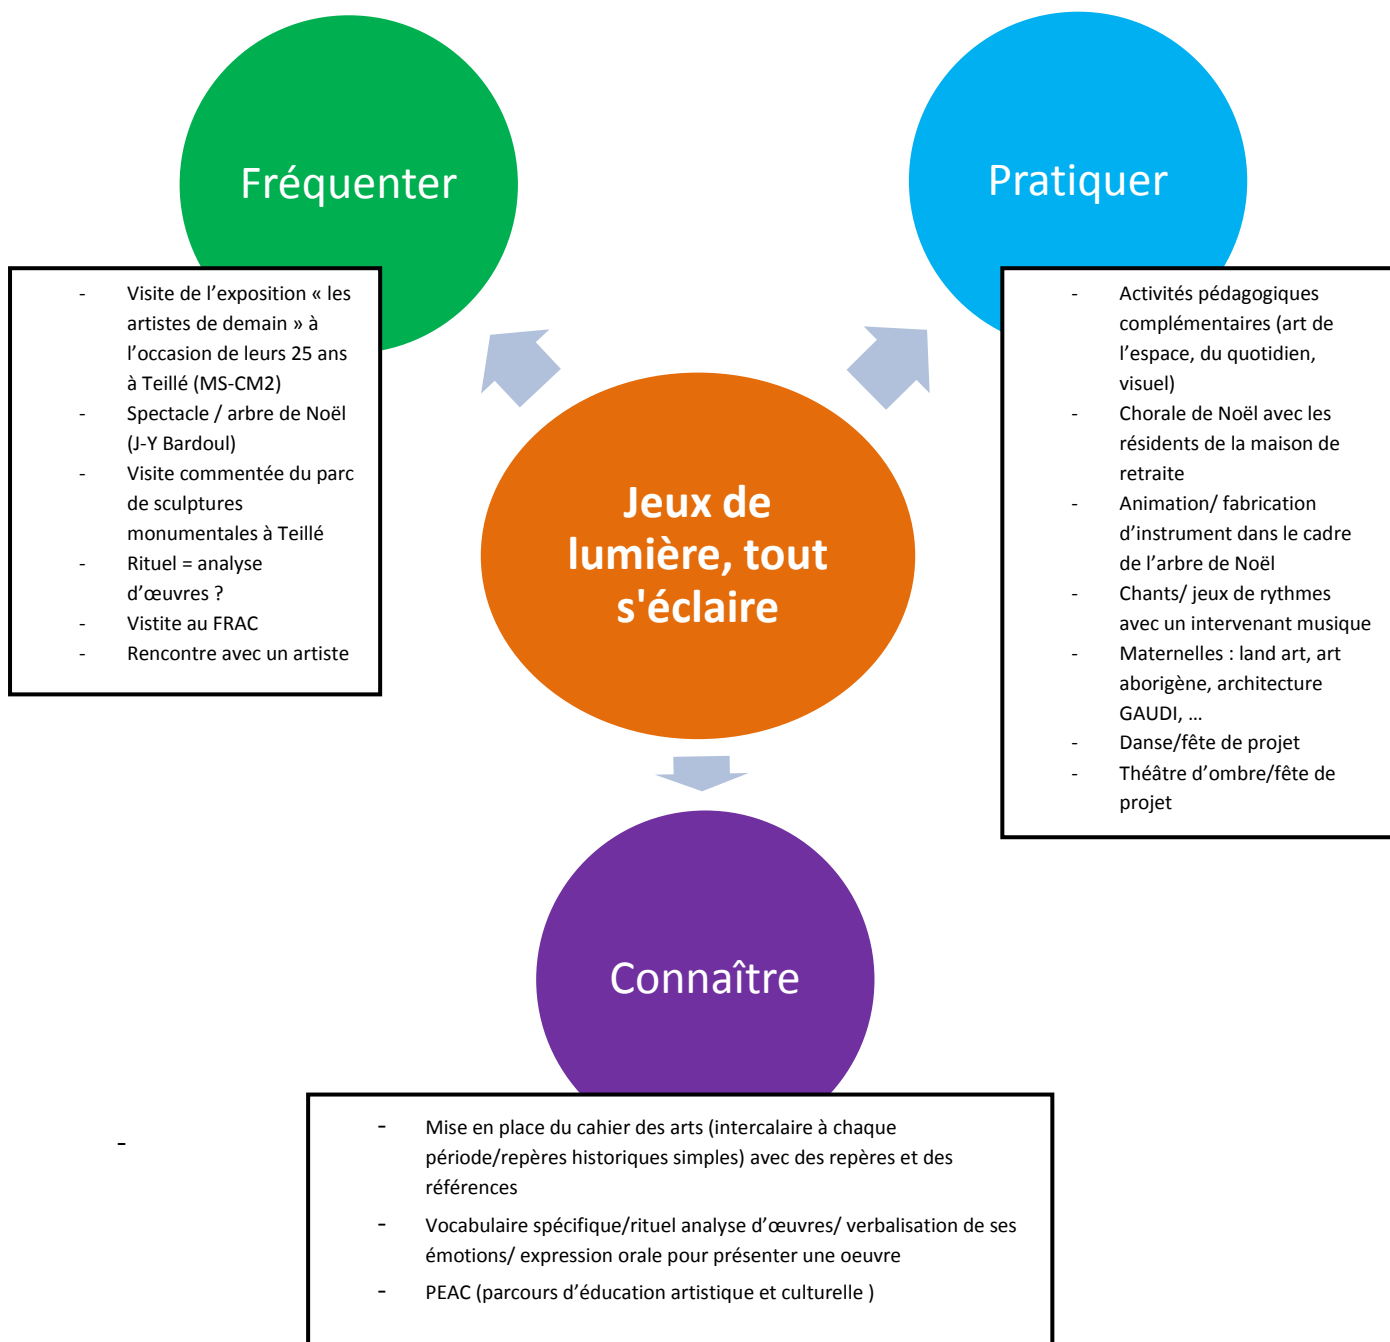 Fréquenter
- Visite de l’exposition « les
artistes de demain » à
l’occasion de leurs 25 ans
à Teillé (MS-CM2)
- Spectacle / arbre de Noël
(J-Y Bardoul)
- Visite commentée du parc
de sculptures
monumentales à Teillé
- Rituel = analyse
d’œuvres ?
- Vistite au FRAC
- Rencontre avec un artiste
Pratiquer
- Activités pédagogiques
complémentaires (art de
l’espace, du quotidien,
visuel)
- Chorale de Noël avec les
résidents de la maison de
retraite
- Animation/ fabrication
d’instrument dans le cadre
de l’arbre de Noël
- Chants/ jeux de rythmes
avec un intervenant musique
- Maternelles : land art, art
aborigène, architecture
GAUDI, …
- Danse/fête de projet
- Théâtre d’ombre/fête de
projet
Jeux de
lumière, tout
s'éclaire
Connaître
-
- Mise en place du cahier des arts (intercalaire à chaque
période/repères historiques simples) avec des repères et des
références
- Vocabulaire spécifique/rituel analyse d’œuvres/ verbalisation de ses
émotions/ expression orale pour présenter une oeuvre
- PEAC (parcours d’éducation artistique et culturelle )